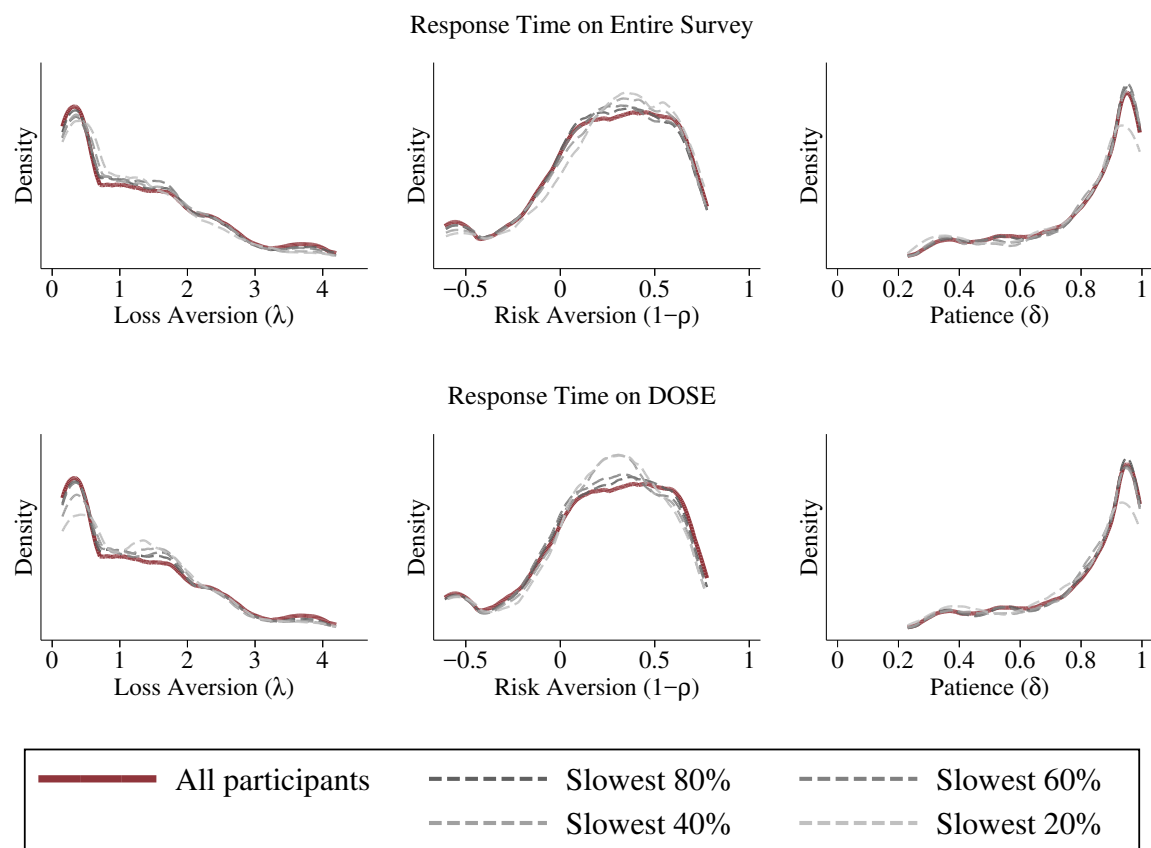 Response Time on Entire Survey
Density
Density
Density
0 1 2 3 4
−0.5 0 0.5 1
0 0.2 0.4 0.6 0.8 1
Loss Aversion (λ)
Risk Aversion (1−ρ)
Patience (δ)
Response Time on DOSE
Density
Density
Density
0 1 2 3 4
−0.5 0 0.5 1
0 0.2 0.4 0.6 0.8 1
Loss Aversion (λ)
Risk Aversion (1−ρ)
Patience (δ)
All participants
Slowest 80%
Slowest 60%
Slowest 40%
Slowest 20%